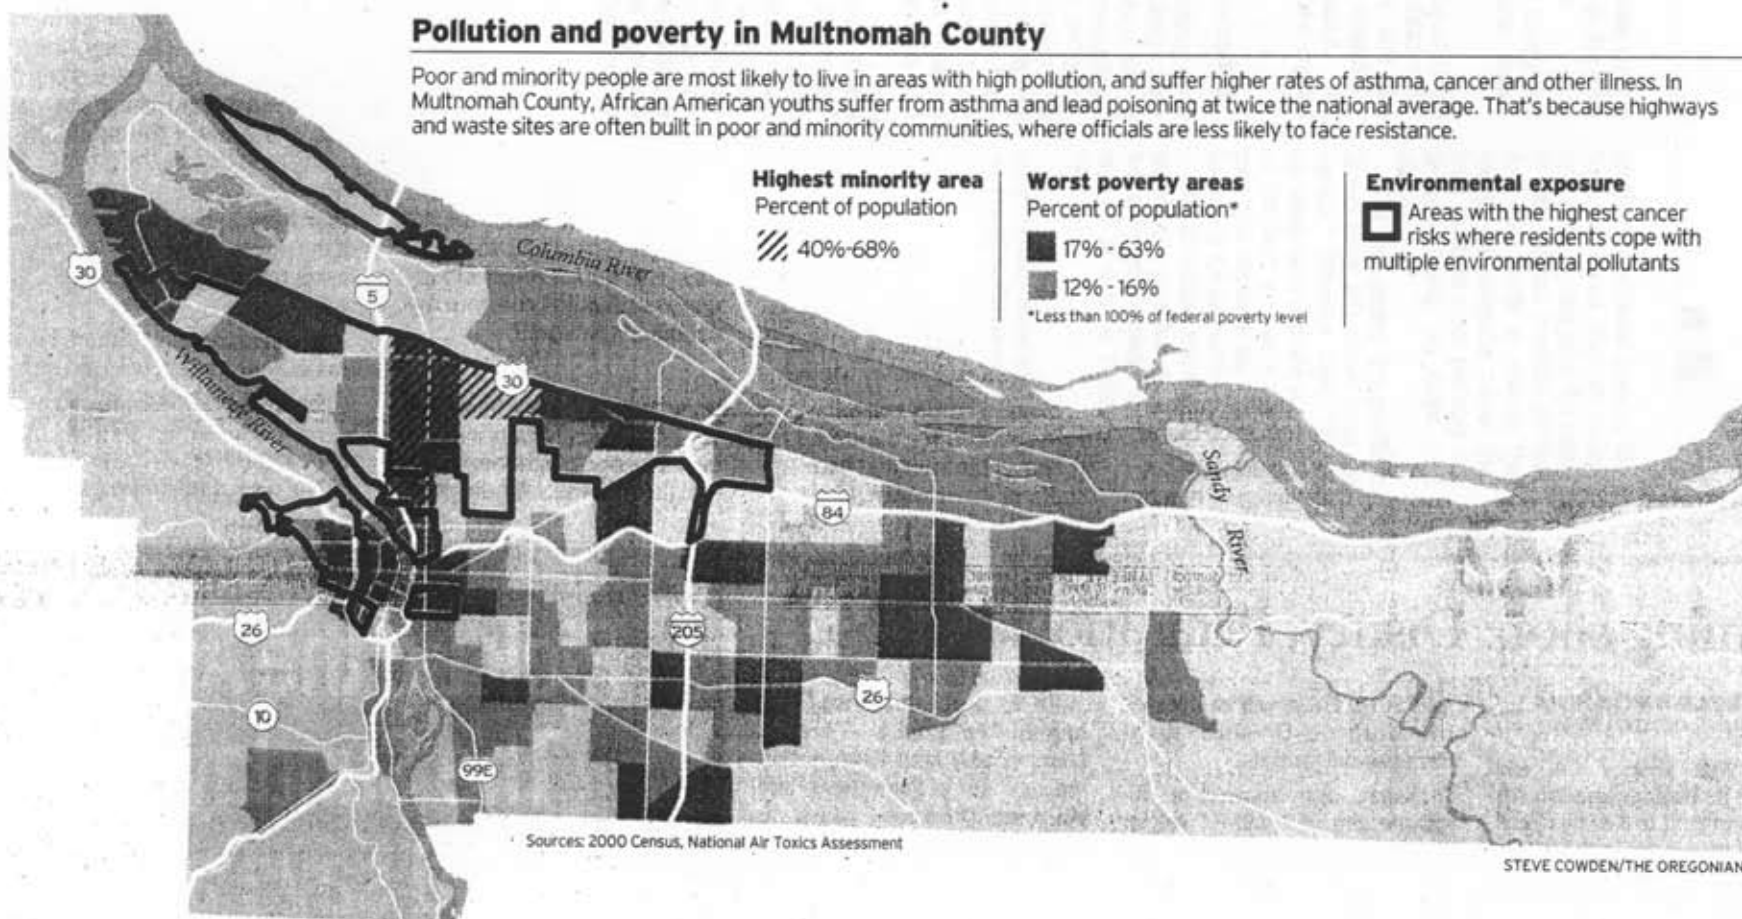 Pollution and poverty in Multnomah County
Poor and minority people are most likely to live in areas with high pollution, and suffer higher rates of asthma, cancer and other illness. In
Multnomah County, African American youths suffer from asthma and lead poisoning at twice the national average. That's because highways
and waste sites are often built in poor and minority communities, where officials are less likely to face resistance.
Highest minority area
Percent of population
40%-68%
Worst poverty areas
Percent of population*
17% - 63%
12% - 16%
*Less than 100% of federal poverty level
Environmental exposure
Areas with the highest cancer
risks where residents cope with
multiple environmental pollutants
Columbia River
30
5
30
Willamette River
Sandy
River
84
26
205
26
10
99E
Sources: 2000 Census, National Air Toxics Assessment
STEVE COWDEN/THE OREGONIAN